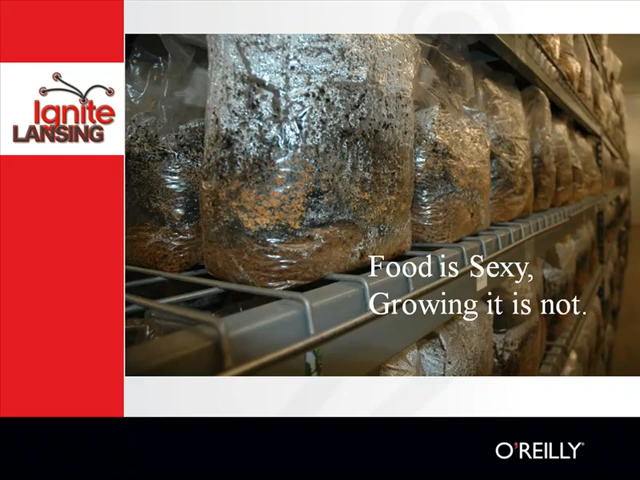 Ignite
LANSING
Food is Sexy,
Growing it is not.
O'REILLY